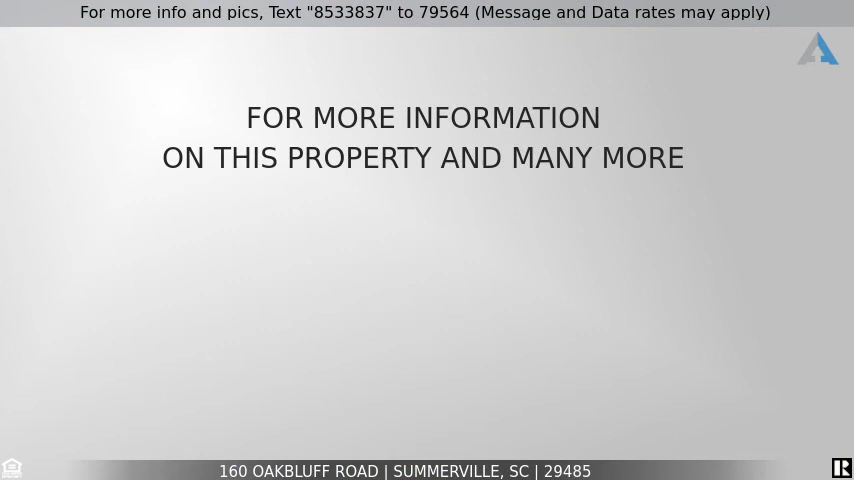 For more info and pics, Text "8533837" to 79564 (Message and Data rates may apply)
FOR MORE INFORMATION
ON THIS PROPERTY AND MANY MORE
160 OAKBLUFF ROAD | SUMMERVILLE, SC | 29485